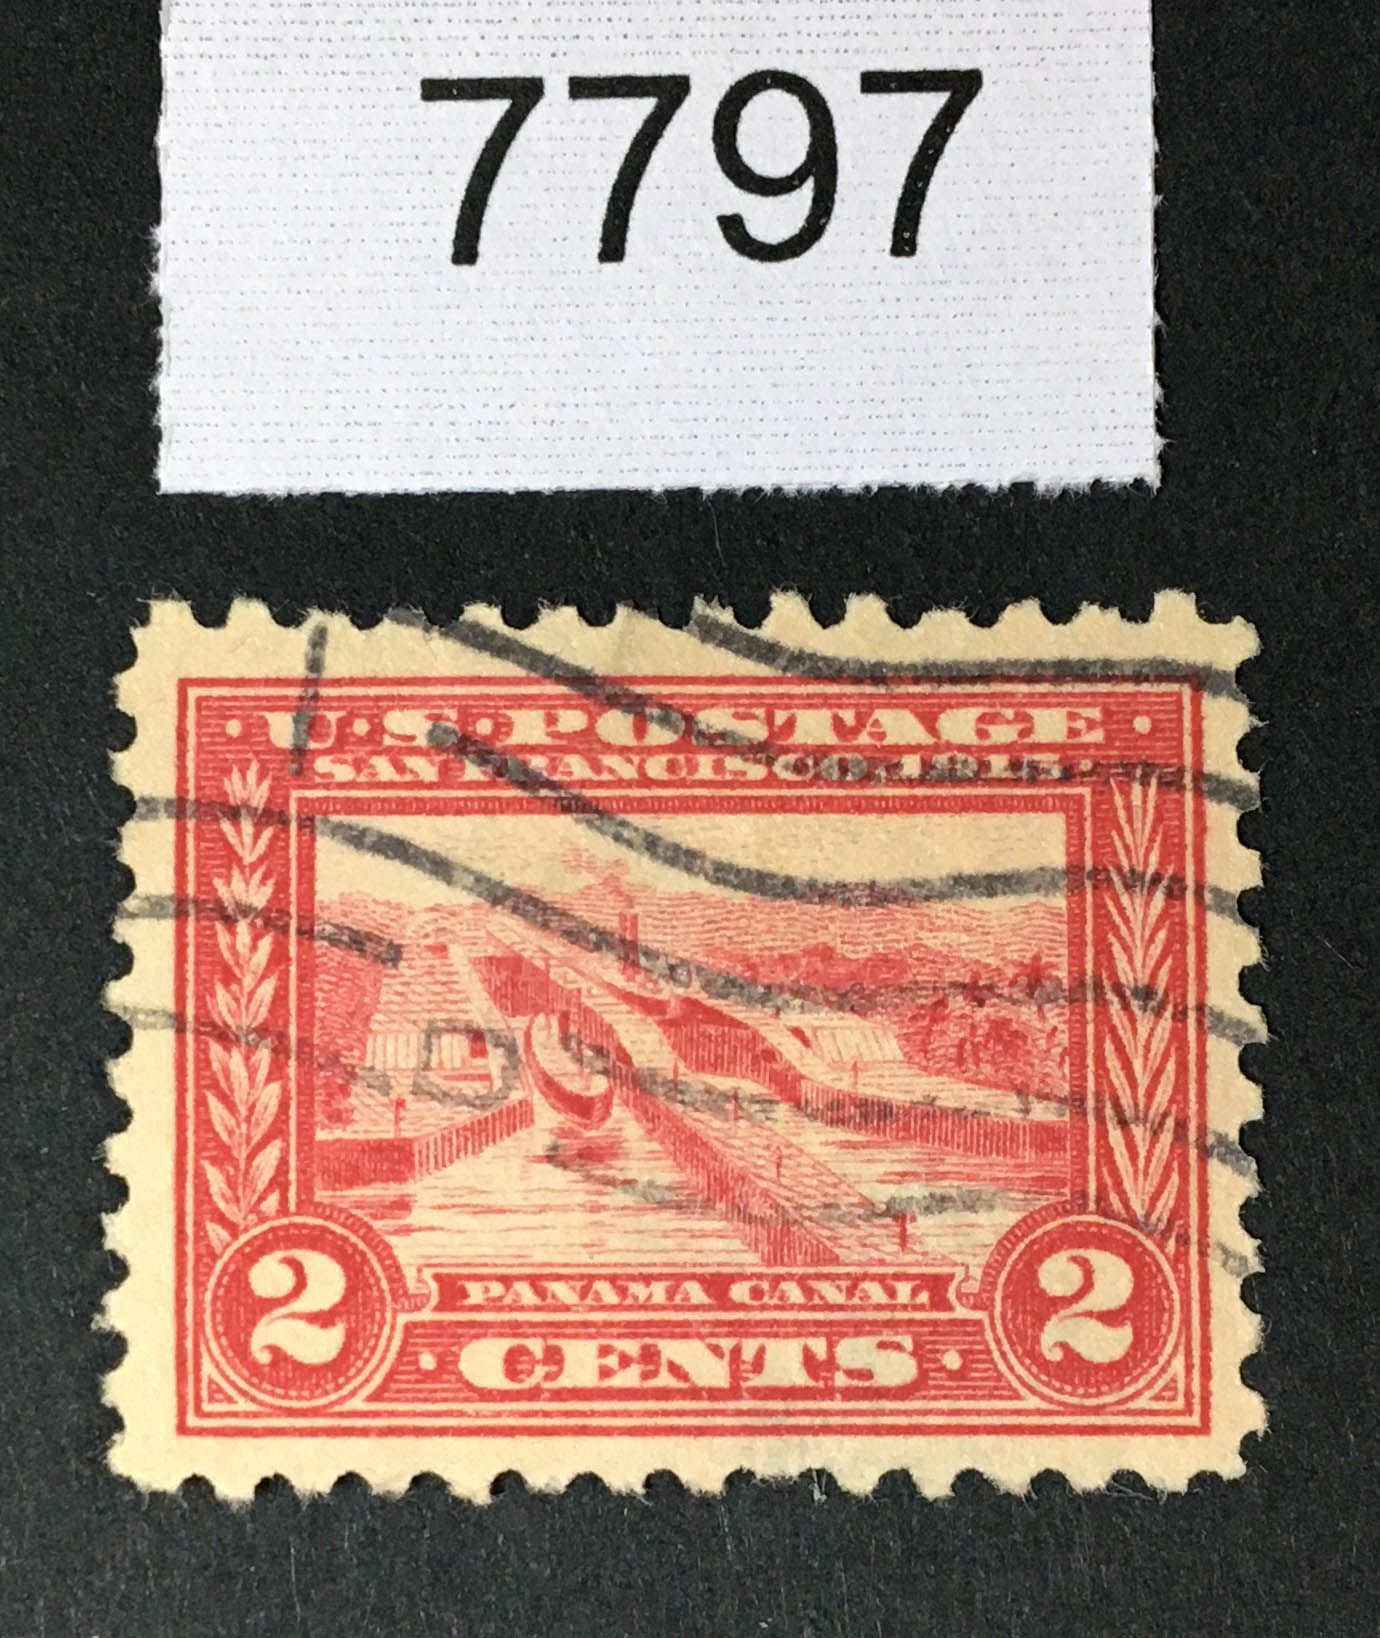 7797
U·S·POSTAGE
SAN FRANCISCO, 1915
D
PANAMA CANAL
2 CENTS 2